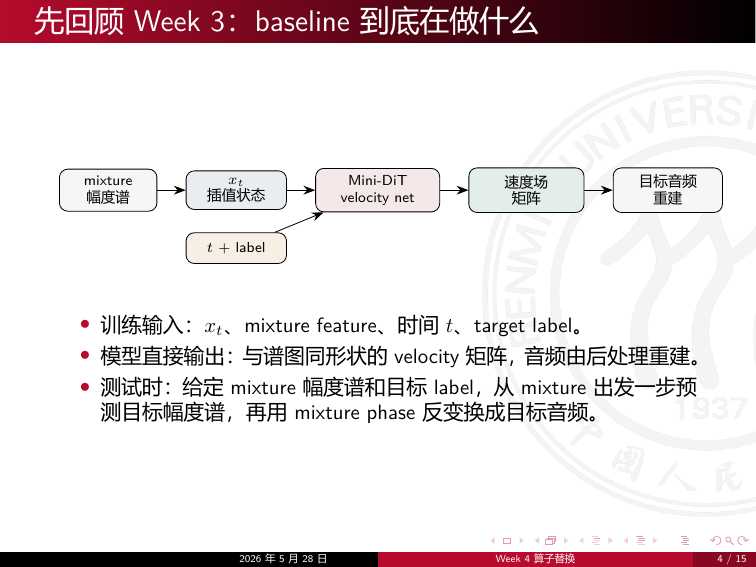 先回顾 Week 3：baseline 到底在做什么
mixture
幅度谱
x_t
插值状态
Mini-DiT
velocity net
速度场
矩阵
目标音频
重建
t + label
• 训练输入：x_t、mixture feature、时间 t、target label。
• 模型直接输出：与谱图同形状的 velocity 矩阵，音频由后处理重建。
• 测试时：给定 mixture 幅度谱和目标 label，从 mixture 出发一步预
测目标幅度谱，再用 mixture phase 反变换成目标音频。
1937
中国人民
2026 年 5 月 28 日
Week 4 算子替换
4 / 15